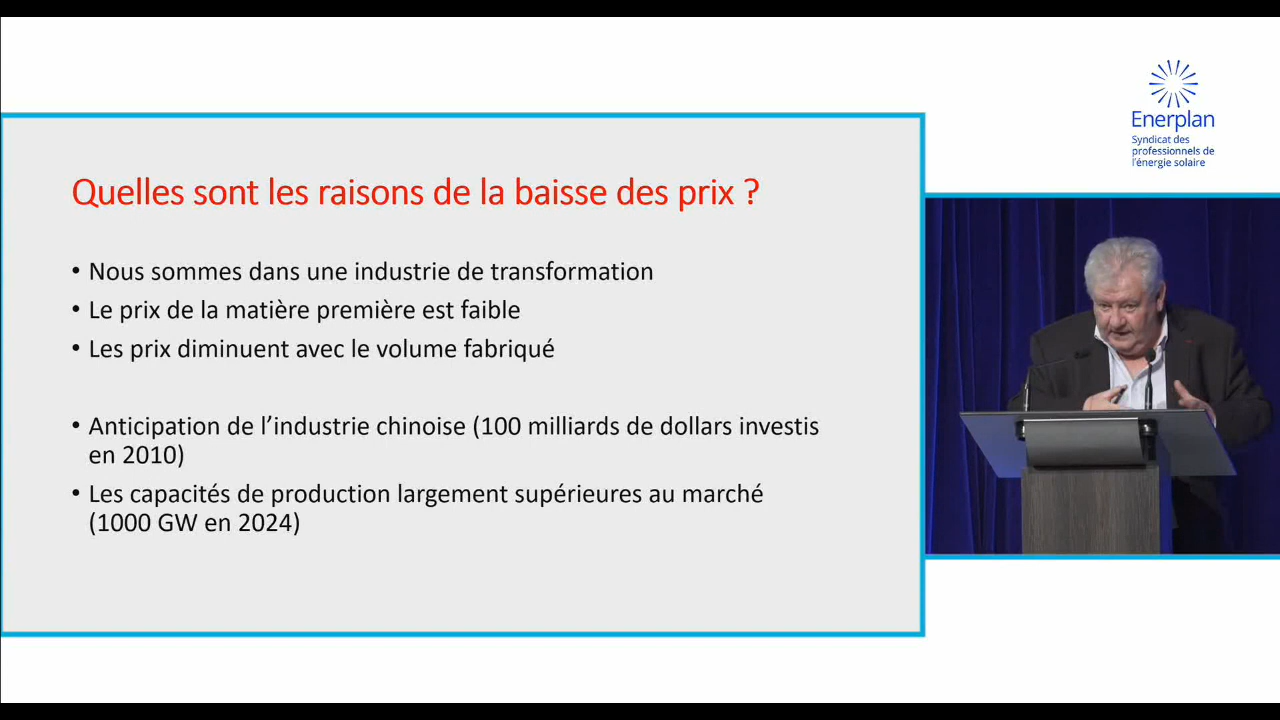 Enerplan
Syndicat des
professionnels de
l'énergie solaire
Quelles sont les raisons de la baisse des prix ?
• Nous sommes dans une industrie de transformation
• Le prix de la matière première est faible
• Les prix diminuent avec le volume fabriqué
• Anticipation de l’industrie chinoise (100 milliards de dollars investis
en 2010)
• Les capacités de production largement supérieures au marché
(1000 GW en 2024)